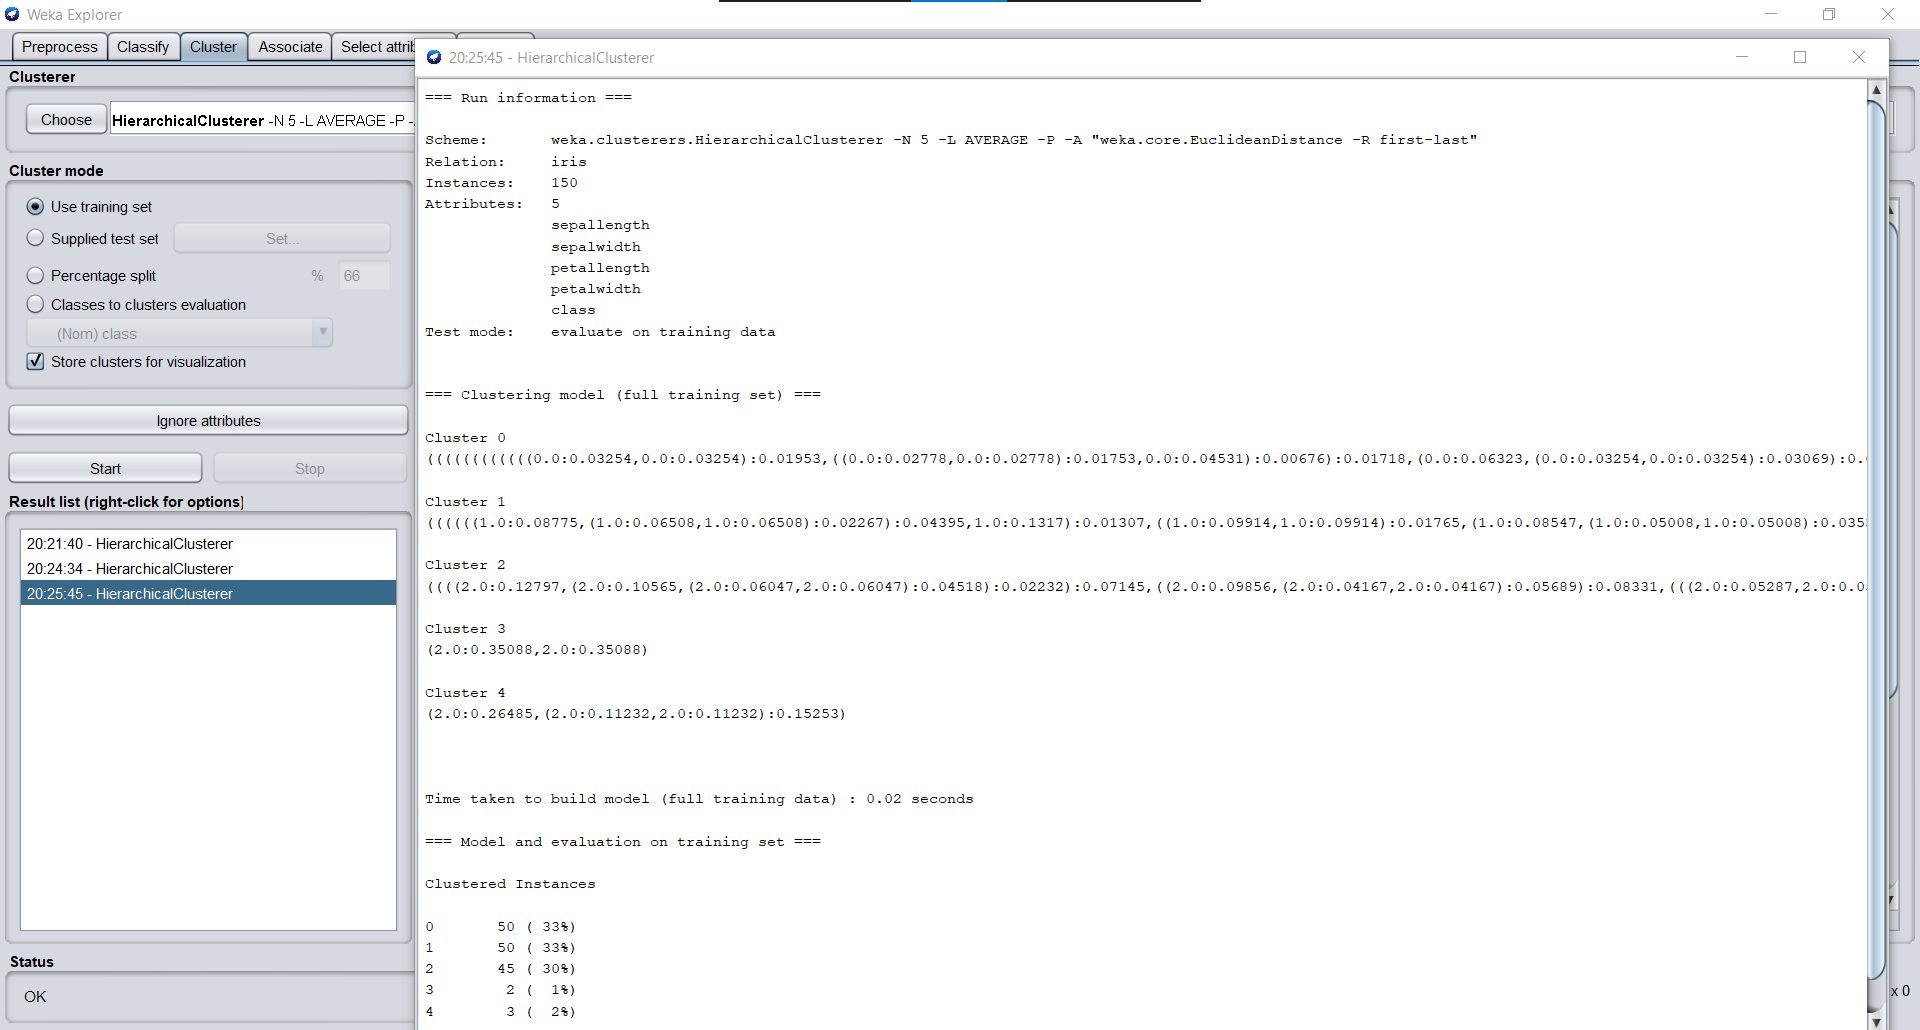 Weka Explorer
Preprocess Classify Cluster Associate Select attrib
Clusterer
Choose HierarchicalClusterer -N 5 -L AVERAGE -P -
Cluster mode
Use training set
Supplied test set Set...
Percentage split % 66
Classes to clusters evaluation
(Nom) class
Store clusters for visualization
Ignore attributes
Start Stop
Result list (right-click for options)
20:21:40 - HierarchicalClusterer
20:24:34 - HierarchicalClusterer
20:25:45 - HierarchicalClusterer
Status
OK
x 0
20:25:45 - HierarchicalClusterer
=== Run information ===
Scheme: weka.clusterers.HierarchicalClusterer -N 5 -L AVERAGE -P -A "weka.core.EuclideanDistance -R first-last"
Relation: iris
Instances: 150
Attributes: 5
sepallength
sepalwidth
petallength
petalwidth
class
Test mode: evaluate on training data
=== Clustering model (full training set) ===
Cluster 0
((((((((((((0.0:0.03254,0.0:0.03254):0.01953,((0.0:0.02778,0.0:0.02778):0.01753,0.0:0.04531):0.00676):0.01718,(0.0:0.06323,(0.0:0.03254,0.0:0.03254):0.03069):0.
Cluster 1
((((((1.0:0.08775,(1.0:0.06508,1.0:0.06508):0.02267):0.04395,1.0:0.1317):0.01307,((1.0:0.09914,1.0:0.09914):0.01765,(1.0:0.08547,(1.0:0.05008,1.0:0.05008):0.035
Cluster 2
((((2.0:0.12797,(2.0:0.10565,(2.0:0.06047,2.0:0.06047):0.04518):0.02232):0.07145,((2.0:0.09856,(2.0:0.04167,2.0:0.04167):0.05689):0.08331,(((2.0:0.05287,2.0:0.0
Cluster 3
(2.0:0.35088,2.0:0.35088)
Cluster 4
(2.0:0.26485,(2.0:0.11232,2.0:0.11232):0.15253)
Time taken to build model (full training data) : 0.02 seconds
=== Model and evaluation on training set ===
Clustered Instances
0 50 ( 33%)
1 50 ( 33%)
2 45 ( 30%)
3 2 ( 1%)
4 3 ( 2%)